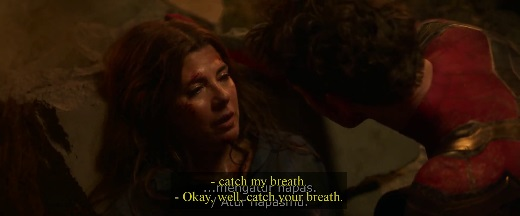 - catch my breath.
...mengatur napas.
- Okay, well, catch your breath.
/ Atur napasmu.